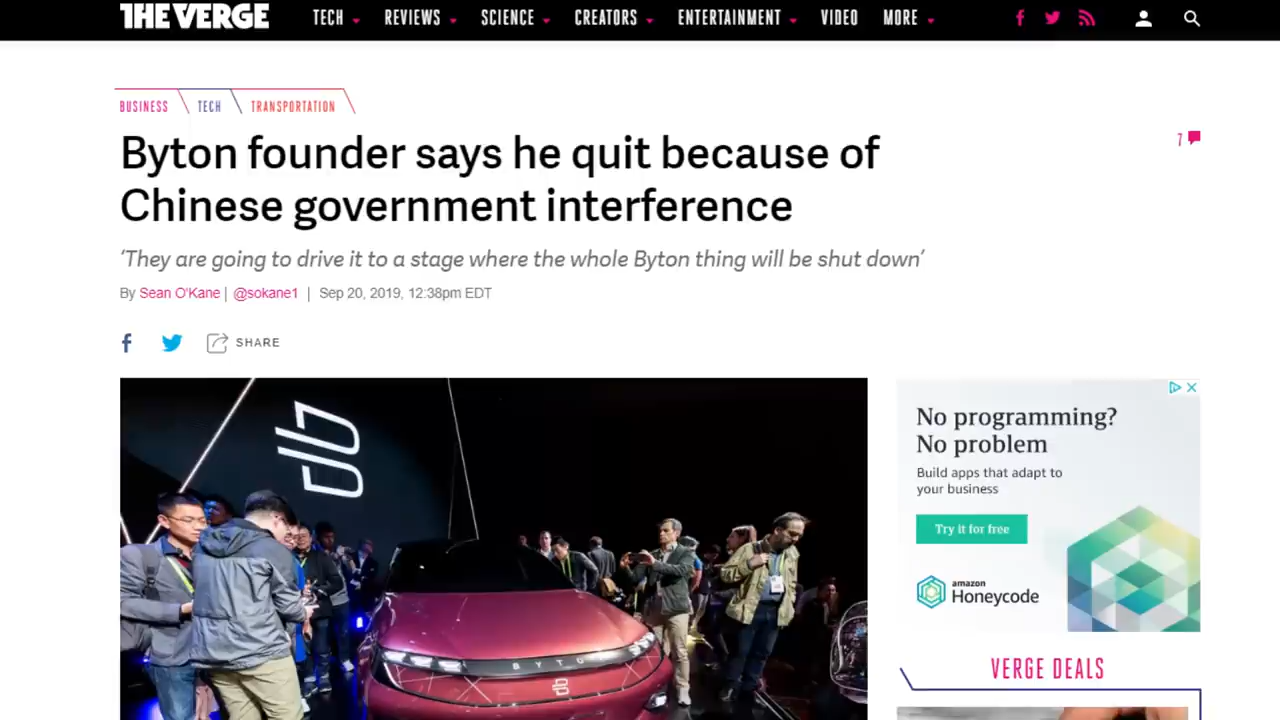 THE VERGE
TECH REVIEWS SCIENCE CREATORS ENTERTAINMENT VIDEO MORE
BUSINESS TECH TRANSPORTATION
Byton founder says he quit because of
Chinese government interference
7
‘They are going to drive it to a stage where the whole Byton thing will be shut down’
By Sean O'Kane | @sokane1 | Sep 20, 2019, 12:38pm EDT
SHARE
No programming?
No problem
Build apps that adapt to
your business
Try it for free
amazon
Honeycode
BYTON
VERGE DEALS